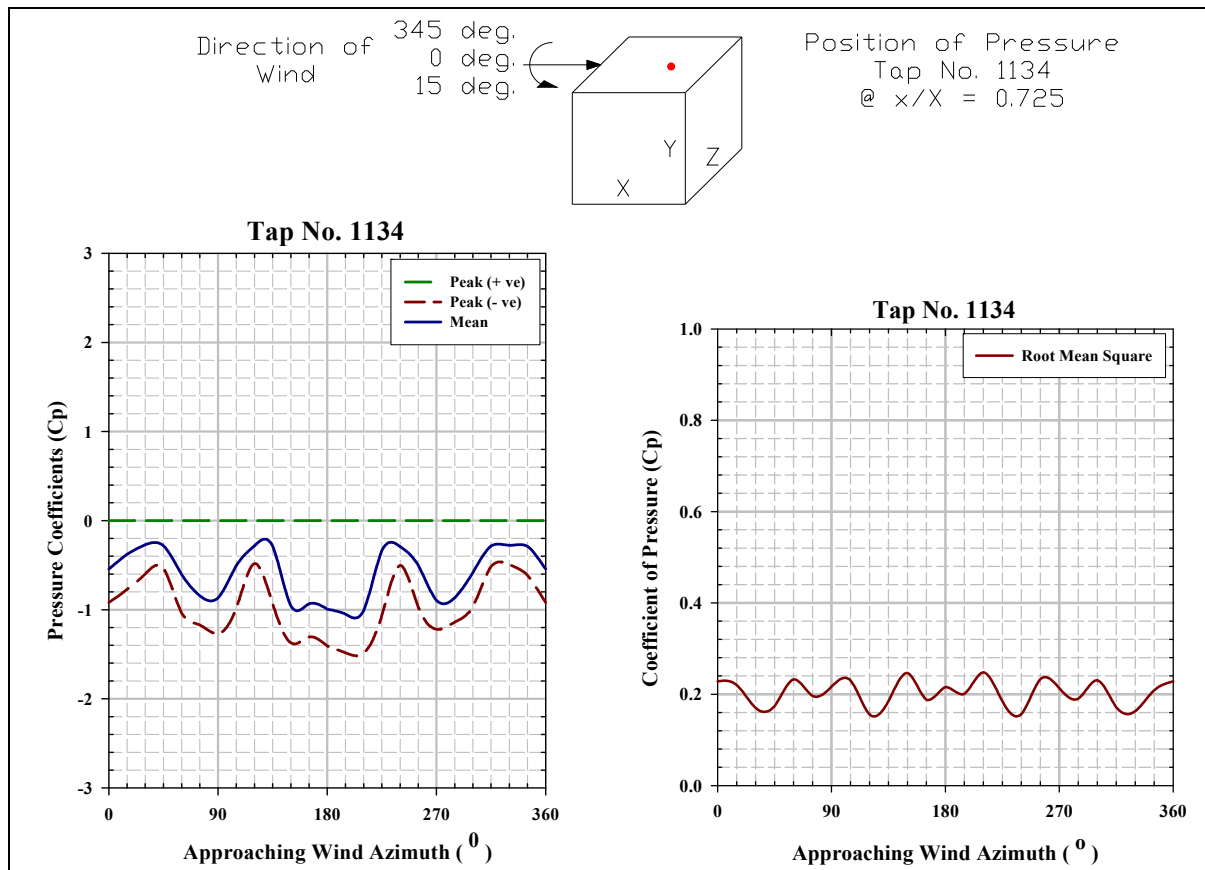 Direction of
Wind
345 deg.
0 deg.
15 deg.
Position of Pressure
Tap No. 1134
@ x/X = 0.725
X
Y
Z
Tap No. 1134
Peak (+ ve)
Peak (- ve)
Mean
Pressure Coefficients (Cp)
3
2
1
0
-1
-2
-3
0
90
180
270
360
Approaching Wind Azimuth ( 0 )
Tap No. 1134
Root Mean Square
Coefficient of Pressure (Cp)
1.0
0.8
0.6
0.4
0.2
0.0
0
90
180
270
360
Approaching Wind Azimuth ( o )